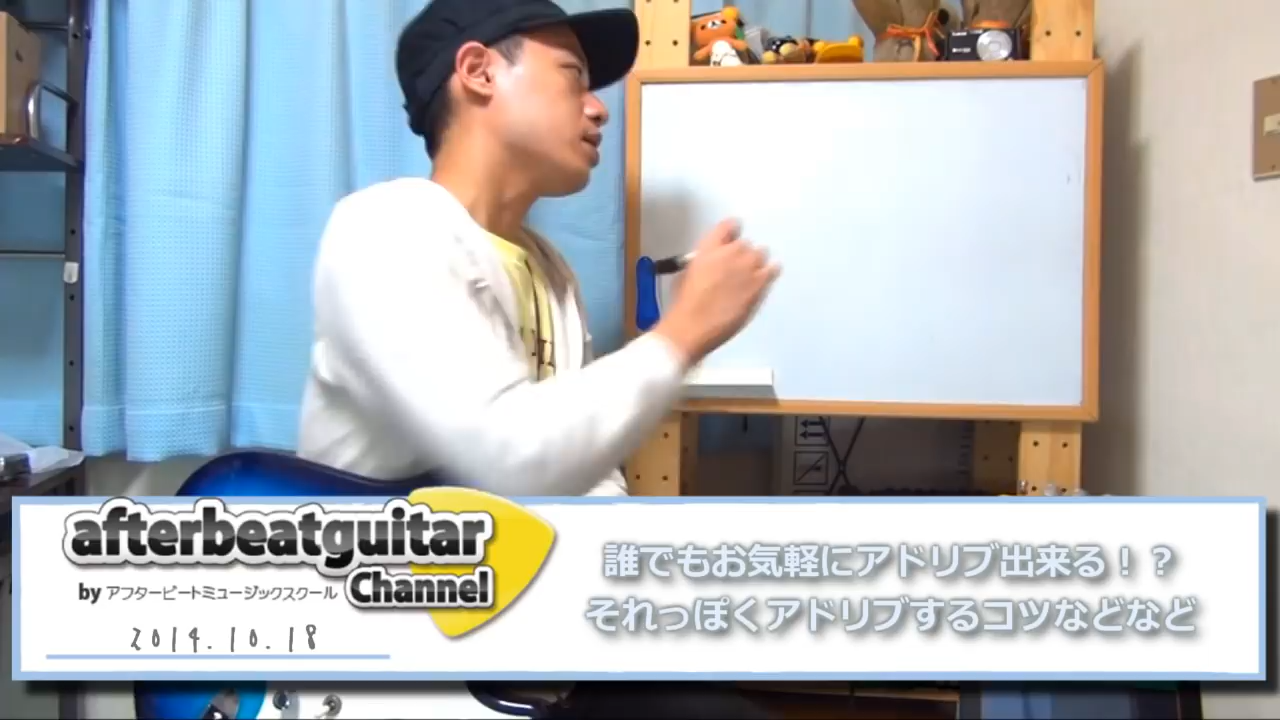 afterbeatguitar
Channel
by アフタービートミュージックスクール
2014.10.18
誰でもお気軽にアドリブ出来る！？
それっぽくアドリブするコツなどなど